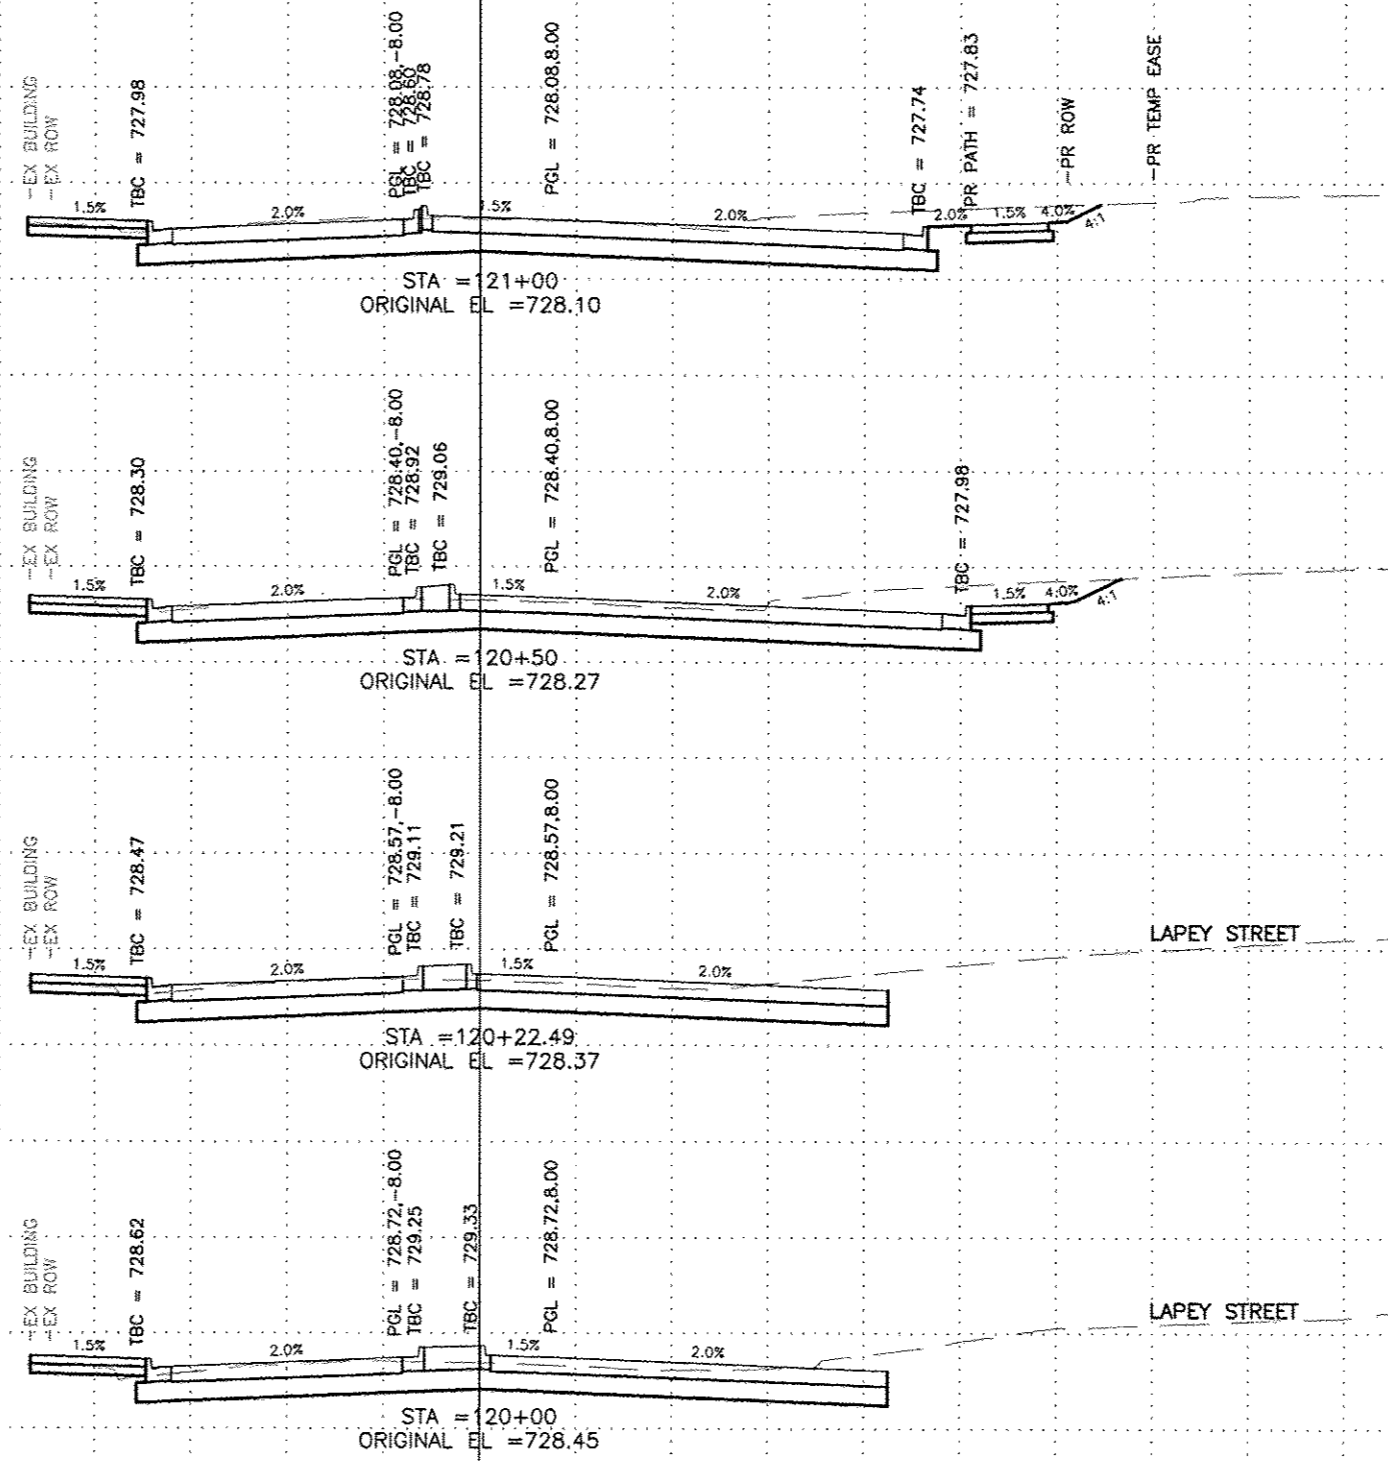 -EX BUILDING
-EX ROW
TBC = 727.98
PGL = 728.08,-8.00
TBC = 728.60
TBC = 728.78
PGL = 728.08,8.00
TBC = 727.74
PR PATH = 727.83
-PR ROW
-PR TEMP EASE
1.5%
2.0%
1.5%
2.0%
2.0%
1.5%
4.0%
4:1
STA =121+00
ORIGINAL EL =728.10
-EX BUILDING
-EX ROW
TBC = 728.30
PGL = 728.40,-8.00
TBC = 728.92
TBC = 729.06
PGL = 728.40,8.00
TBC = 727.98
1.5%
2.0%
1.5%
2.0%
1.5%
4.0%
4:1
STA =120+50
ORIGINAL EL =728.27
-EX BUILDING
-EX ROW
TBC = 728.47
PGL = 728.57,-8.00
TBC = 729.11
TBC = 729.21
PGL = 728.57,8.00
LAPEY STREET
1.5%
2.0%
1.5%
2.0%
STA =120+22.49
ORIGINAL EL =728.37
-EX BUILDING
-EX ROW
TBC = 728.62
PGL = 728.72,-8.00
TBC = 729.25
TBC = 729.33
PGL = 728.72,8.00
LAPEY STREET
1.5%
2.0%
1.5%
2.0%
STA =120+00
ORIGINAL EL =728.45